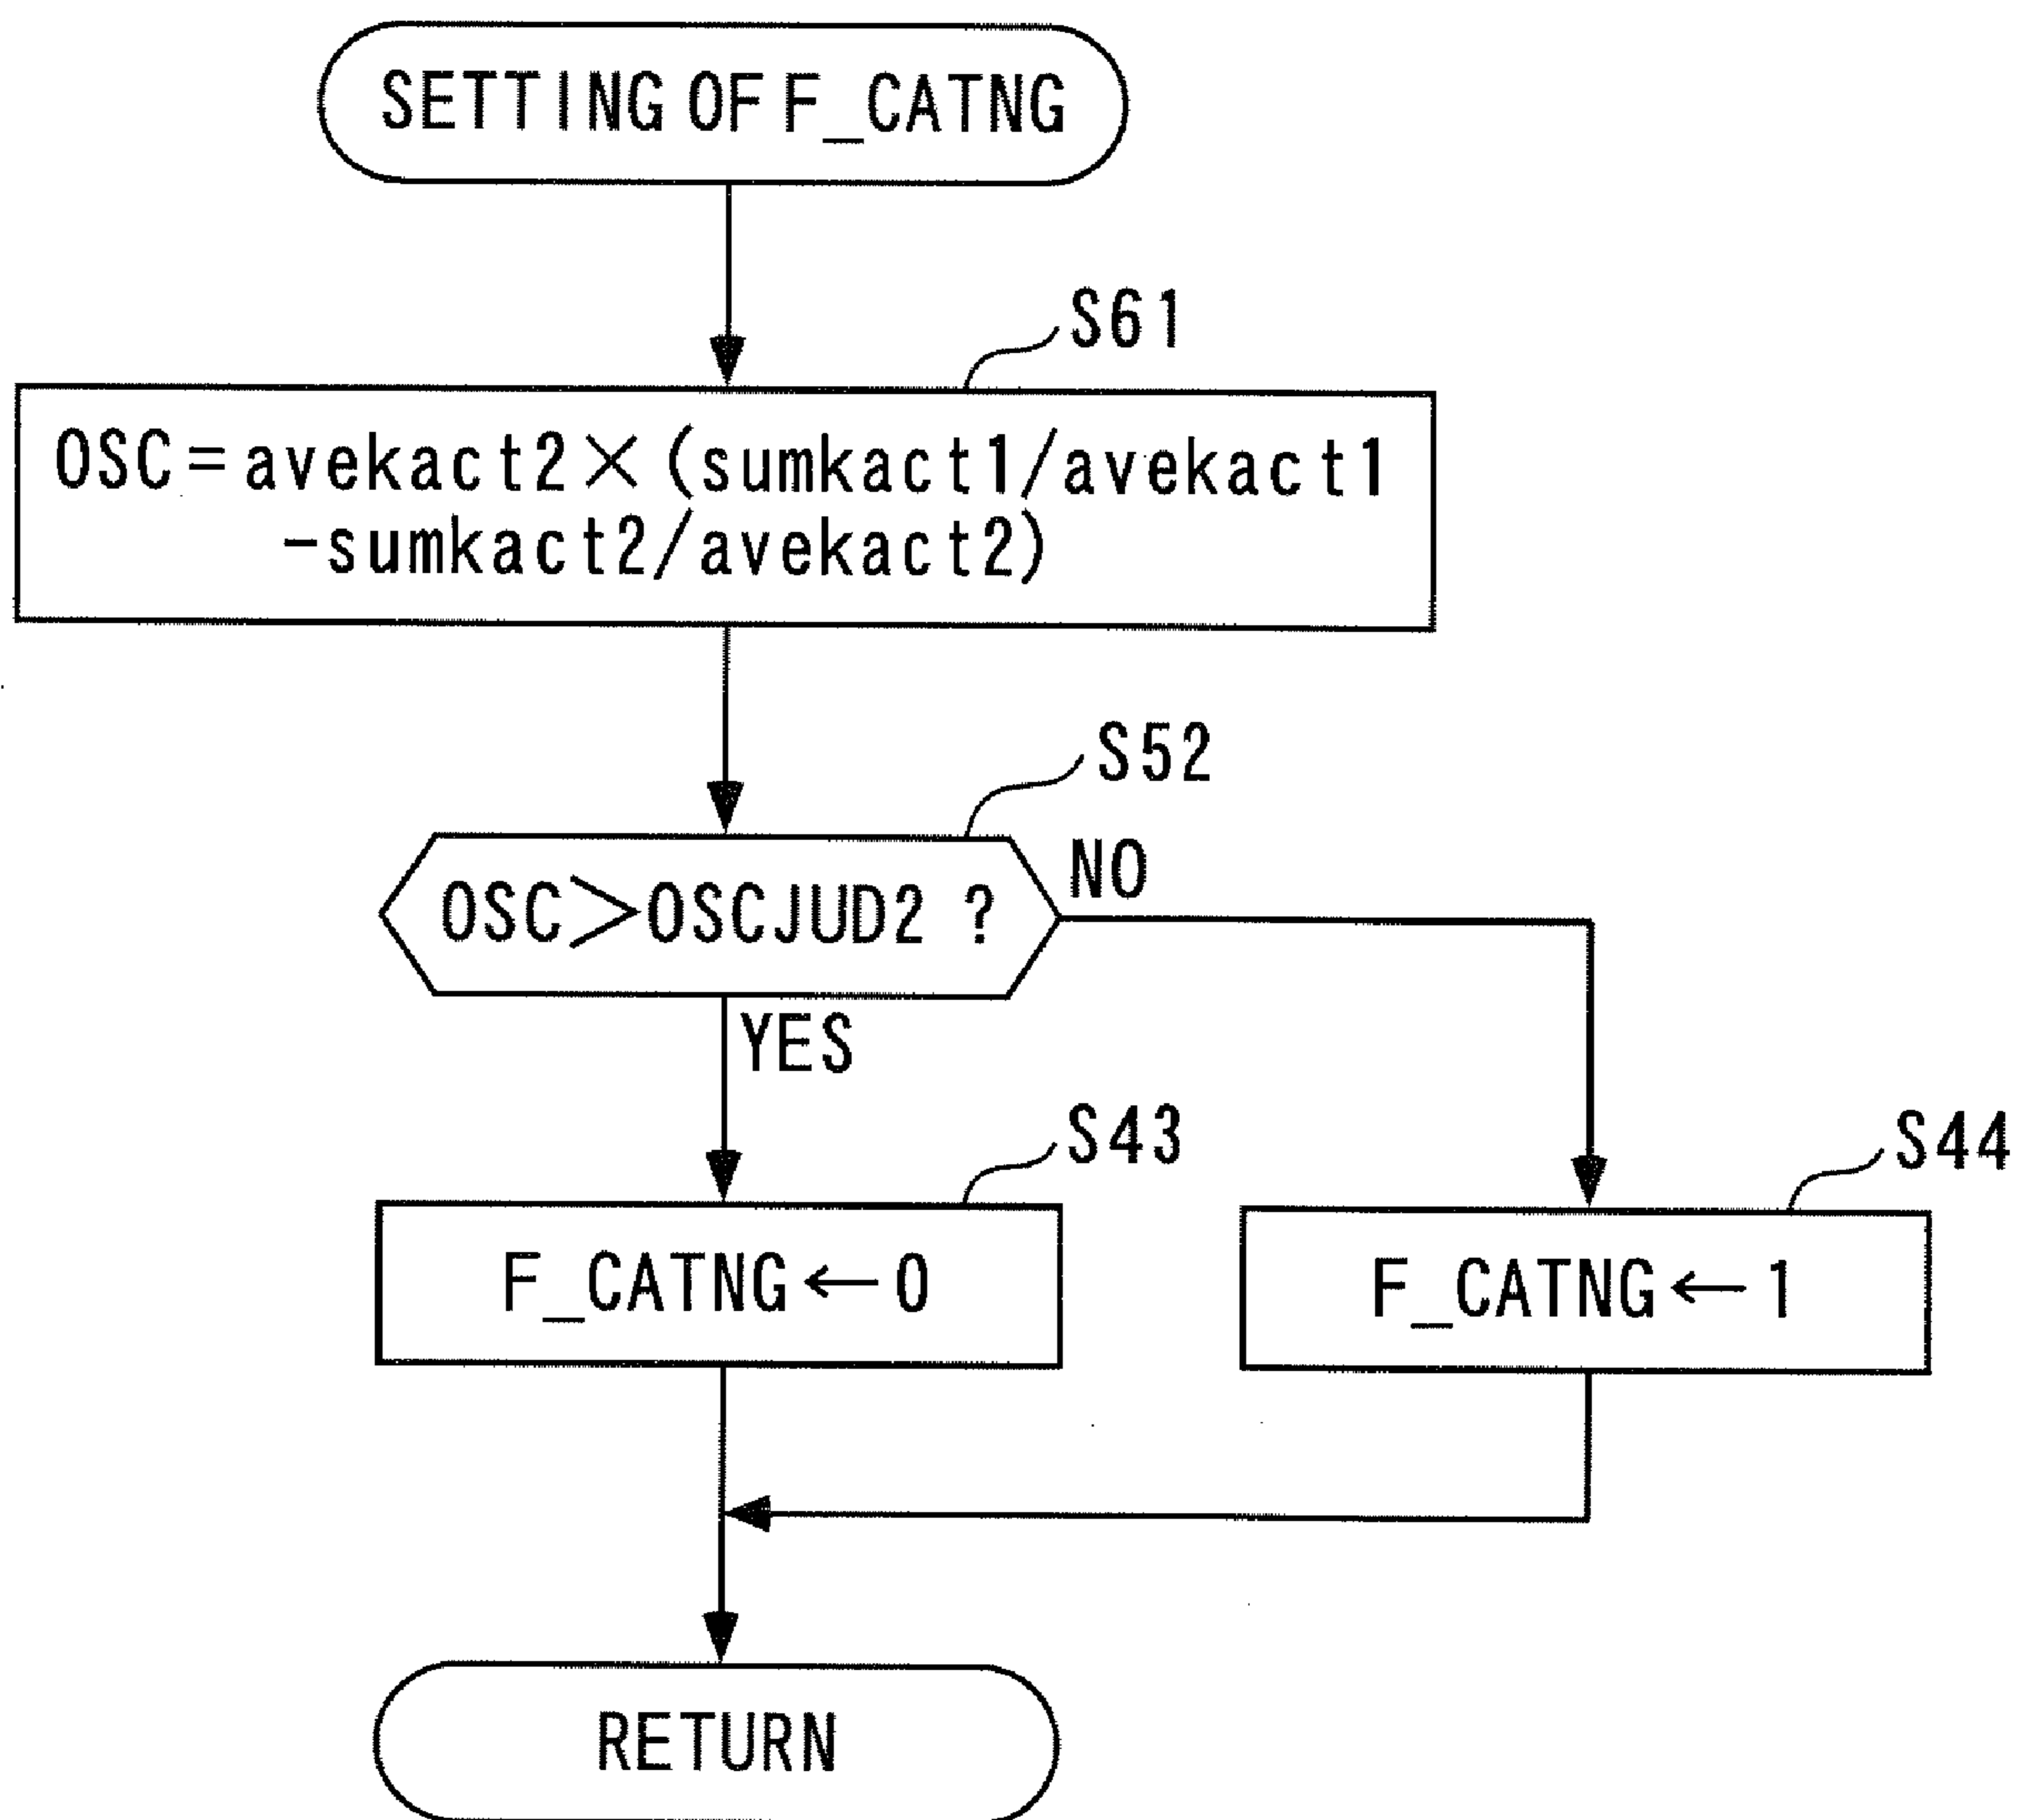 SETTING OF F_CATNG
S61
OSC=avekact2×(sumkact1/avekact1
-sumkact2/avekact2)
S52
OSC>OSCJUD2 ?
NO
YES
S43
S44
F_CATNG←0
F_CATNG←1
RETURN